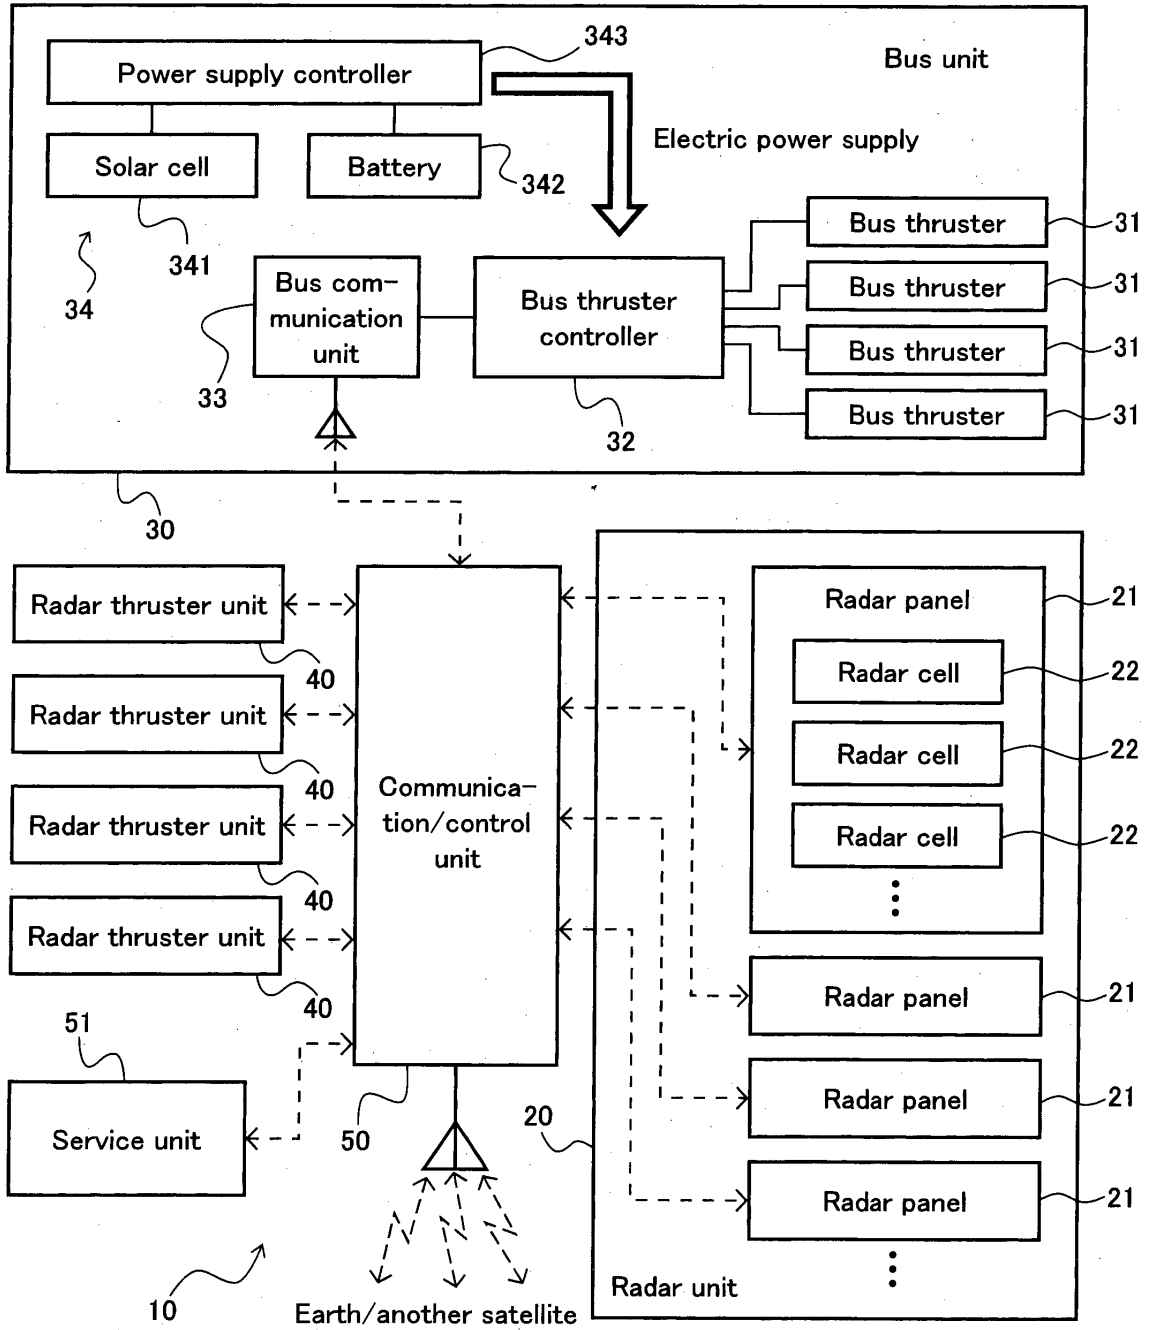 343
Bus unit
Power supply controller
Electric power supply
Solar cell
Battery
342
341
34
Bus thruster
31
Bus thruster
31
Bus thruster
31
Bus thruster
31
Bus com-
munication
unit
33
Bus thruster
controller
32
30
Radar thruster unit
40
Radar thruster unit
40
Radar thruster unit
40
Radar thruster unit
40
Communica-
tion/control
unit
50
51
Service unit
10
Earth/another satellite
20
Radar panel
21
Radar cell
22
Radar cell
22
Radar cell
22
Radar panel
21
Radar panel
21
Radar panel
21
Radar unit